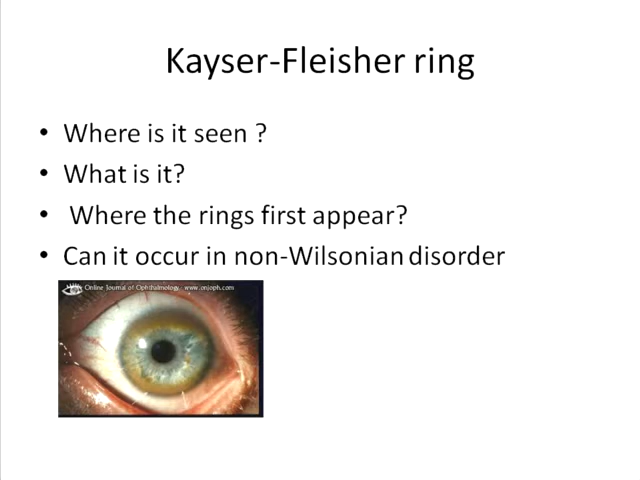 Kayser-Fleisher ring
• Where is it seen ?
• What is it?
• Where the rings first appear?
• Can it occur in non-Wilsonian disorder
Online Journal of Ophthalmology www.onjoph.com